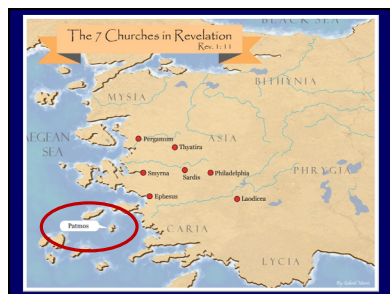 The 7 Churches in Revelation
Rev. 1: 11
BLACK SEA
BITHYNIA
MYSIA
AEGEAN
SEA
Pergamum
ASIA
Thyatira
Smyrna
Sardis
Philadelphia
PHRYGIA
Ephesus
Laodicea
Patmos
CARIA
LYCIA